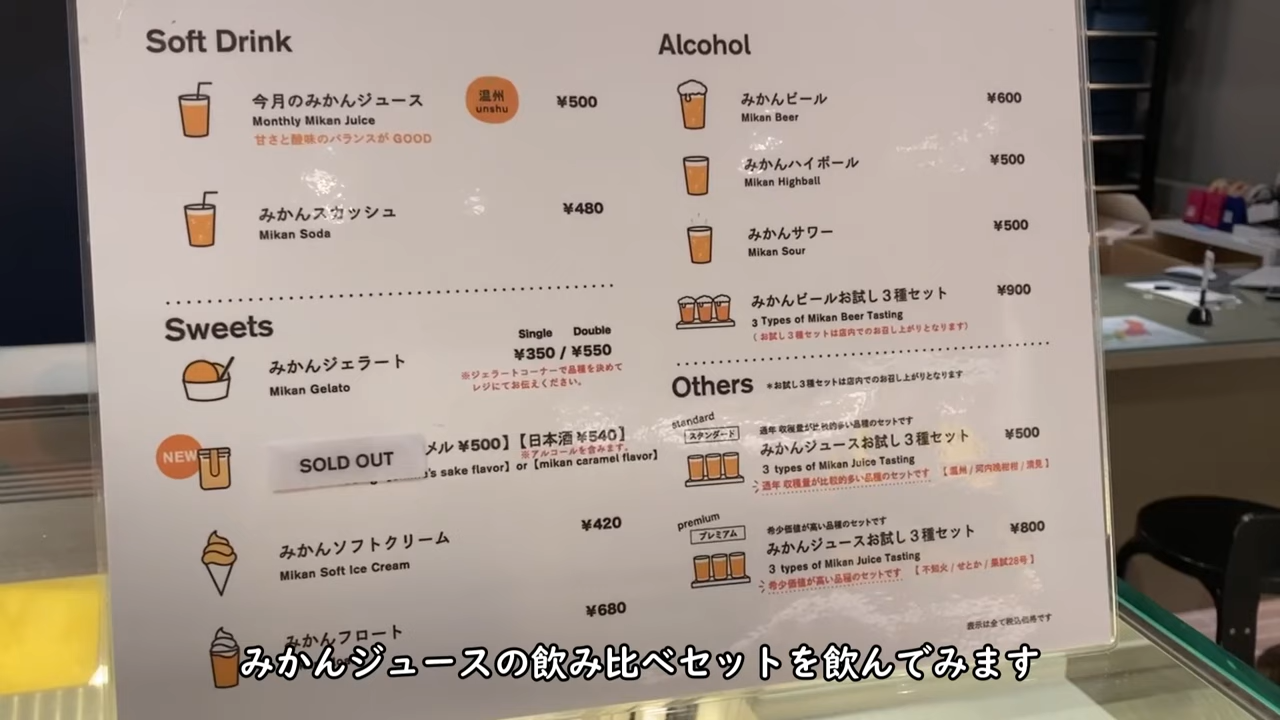 Soft Drink
今月のみかんジュース
Monthly Mikan Juice
甘さと酸味のバランスが GOOD
温州
unshu
¥500
みかんスカッシュ
Mikan Soda
¥480
Sweets
みかんジェラート
Mikan Gelato
Single Double
¥350 / ¥550
※ジェラートコーナーで品種を決めて
レジにてお伝えください。
NEW
SOLD OUT
メル ¥500】【日本酒 ¥540】
※アルコールを含みます。
's sake flavor】or【mikan caramel flavor】
みかんソフトクリーム
Mikan Soft Ice Cream
¥420
みかんフロート
¥680
Alcohol
みかんビール
Mikan Beer
¥600
みかんハイボール
Mikan Highball
¥500
みかんサワー
Mikan Sour
¥500
みかんビールお試し３種セット
3 Types of Mikan Beer Tasting
（お試し３種セットは店内でのお召し上がりとなります）
¥900
Others
＊お試し３種セットは店内でのお召し上がりとなります
standard
スタンダード
通年 収穫量が比較的多い品種のセットです
みかんジュースお試し３種セット
3 types of Mikan Juice Tasting
通年 収穫量が比較的多い品種のセットです 【 温州 / 河内晩柑 / 清見 】
¥500
premium
プレミアム
希少価値が高い品種のセットです
みかんジュースお試し３種セット
3 types of Mikan Juice Tasting
希少価値が高い品種のセットです 【 不知火 / せとか / 果試28号 】
¥800
表示は全て税込価格です
みかんジュースの飲み比べセットを飲んでみます